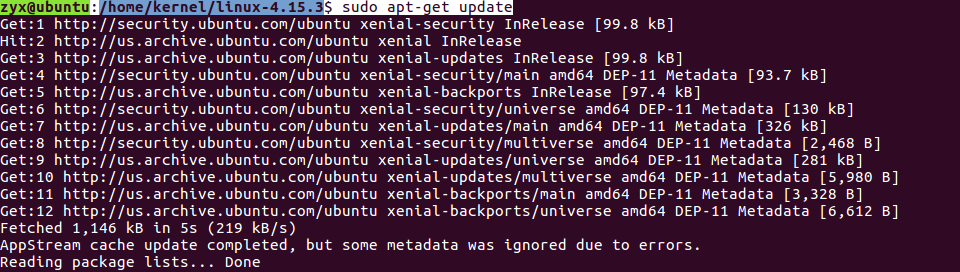 zyx@ubuntu:/home/kernel/linux-4.15.3$ sudo apt-get update
Get:1 http://security.ubuntu.com/ubuntu xenial-security InRelease [99.8 kB]
Hit:2 http://us.archive.ubuntu.com/ubuntu xenial InRelease
Get:3 http://us.archive.ubuntu.com/ubuntu xenial-updates InRelease [99.8 kB]
Get:4 http://security.ubuntu.com/ubuntu xenial-security/main amd64 DEP-11 Metadata [93.7 kB]
Get:5 http://us.archive.ubuntu.com/ubuntu xenial-backports InRelease [97.4 kB]
Get:6 http://security.ubuntu.com/ubuntu xenial-security/universe amd64 DEP-11 Metadata [130 kB]
Get:7 http://us.archive.ubuntu.com/ubuntu xenial-updates/main amd64 DEP-11 Metadata [326 kB]
Get:8 http://security.ubuntu.com/ubuntu xenial-security/multiverse amd64 DEP-11 Metadata [2,468 B]
Get:9 http://us.archive.ubuntu.com/ubuntu xenial-updates/universe amd64 DEP-11 Metadata [281 kB]
Get:10 http://us.archive.ubuntu.com/ubuntu xenial-updates/multiverse amd64 DEP-11 Metadata [5,980 B]
Get:11 http://us.archive.ubuntu.com/ubuntu xenial-backports/main amd64 DEP-11 Metadata [3,328 B]
Get:12 http://us.archive.ubuntu.com/ubuntu xenial-backports/universe amd64 DEP-11 Metadata [6,612 B]
Fetched 1,146 kB in 5s (219 kB/s)
AppStream cache update completed, but some metadata was ignored due to errors.
Reading package lists... Done